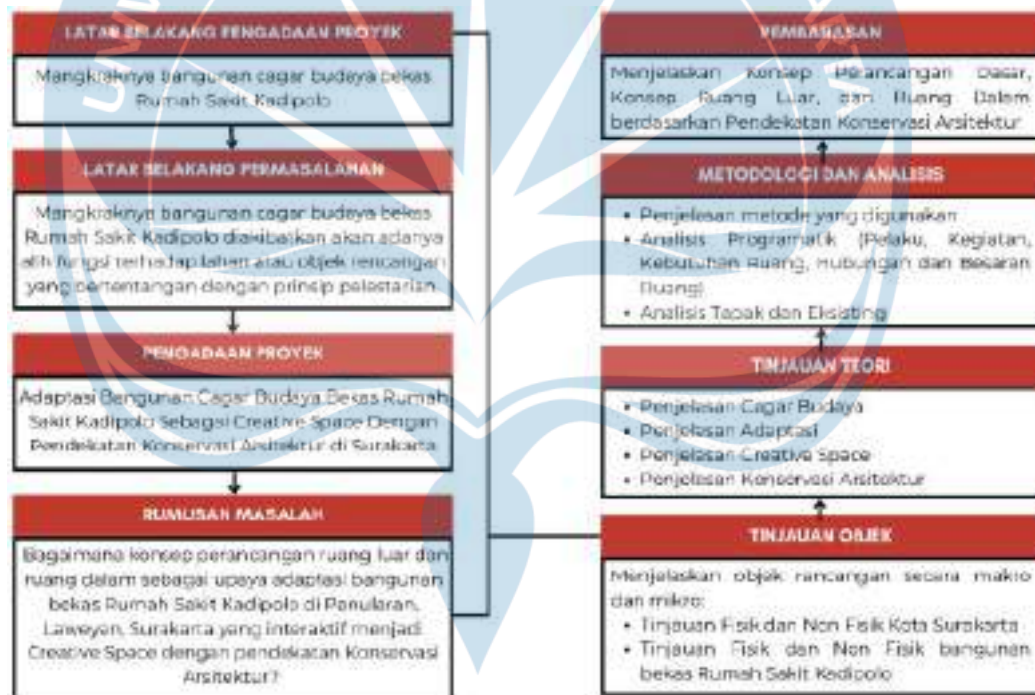 LATAR BELAKANG PENGADAAN PROYEK
Mangkraknya bangunan cagar budaya bekas
Rumah Sakit Kadipolo
LATAR BELAKANG PERMASALAHAN
Mangkraknya bangunan cagar budaya bekas
Rumah Sakit Kadipolo diakibatkan akan adanya
alih fungsi terhadap lahan atau objek rencangan
yang bertentangan dengan prinsip pelestarian
PENGADAAN PROYEK
Adaptasi Bangunan Cagar Budaya Bekas Rumah
Sakit Kadipolo Sebagai Creative Space Dengan
Pendekatan Konservasi Arsitektur di Surakarta
RUMUSAN MASALAH
Bagaimana konsep perancangan ruang luar dan
ruang dalam sebagai upaya adaptasi bangunan
bekas Rumah Sakit Kadipolo di Panularan,
Laweyan, Surakarta yang interaktif menjadi
Creative Space dengan pendekatan Konservasi
Arsitektur?
PEMBAHASAN
Menjelaskan Konsep Perancangan Dasar,
Konsep Ruang Luar, dan Ruang Dalam
berdasarkan Pendekatan Konservasi Arsitektur
METODOLOGI DAN ANALISIS
• Penjelasan metode yang digunakan
• Analisis Programatik (Pelaku, Kegiatan,
Kebutuhan Ruang, Hubungan dan Besaran
Ruang)
• Analisis Tapak dan Eksisting
TINJAUAN TEORI
• Penjelasan Cagar Budaya
• Penjelasan Adaptasi
• Penjelasan Creative Space
• Penjelasan Konservasi Arsitektur
TINJAUAN OBJEK
Menjelaskan objek rancangan secara makro
dan mikro:
• Tinjauan Fisik dan Non Fisik Kota Surakarta
• Tinjauan Fisik dan Non Fisik bangunan
bekas Rumah Sakit Kadipolo